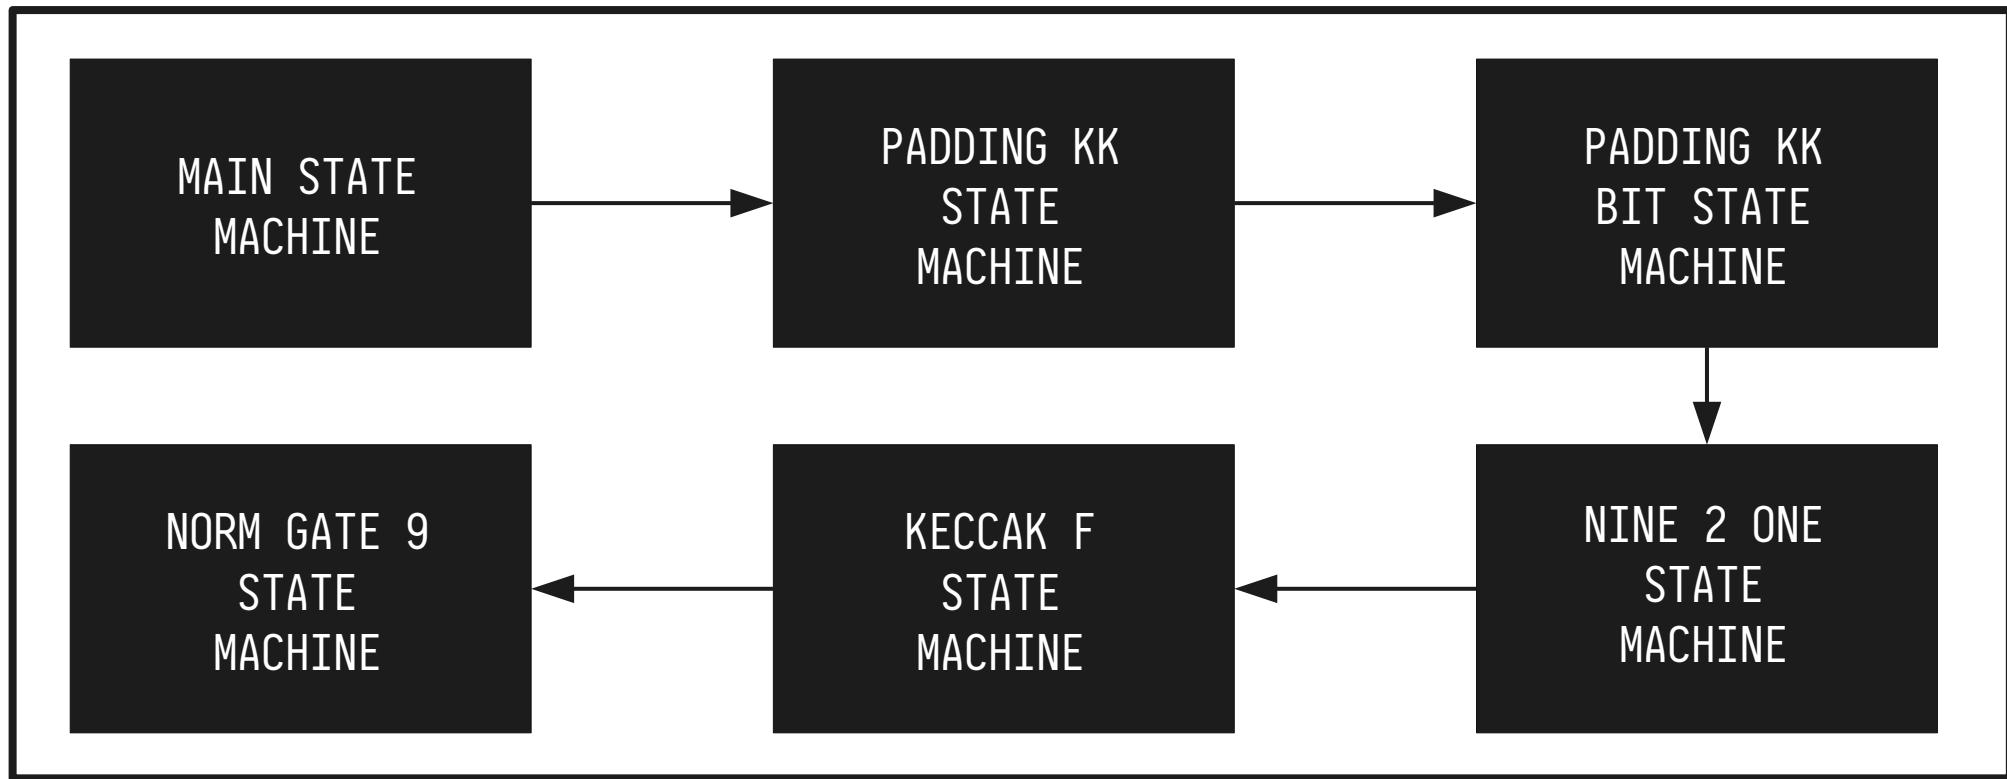 MAIN STATE
MACHINE
PADDING KK
STATE
MACHINE
PADDING KK
BIT STATE
MACHINE
NORM GATE 9
STATE
MACHINE
KECCAK F
STATE
MACHINE
NINE 2 ONE
STATE
MACHINE